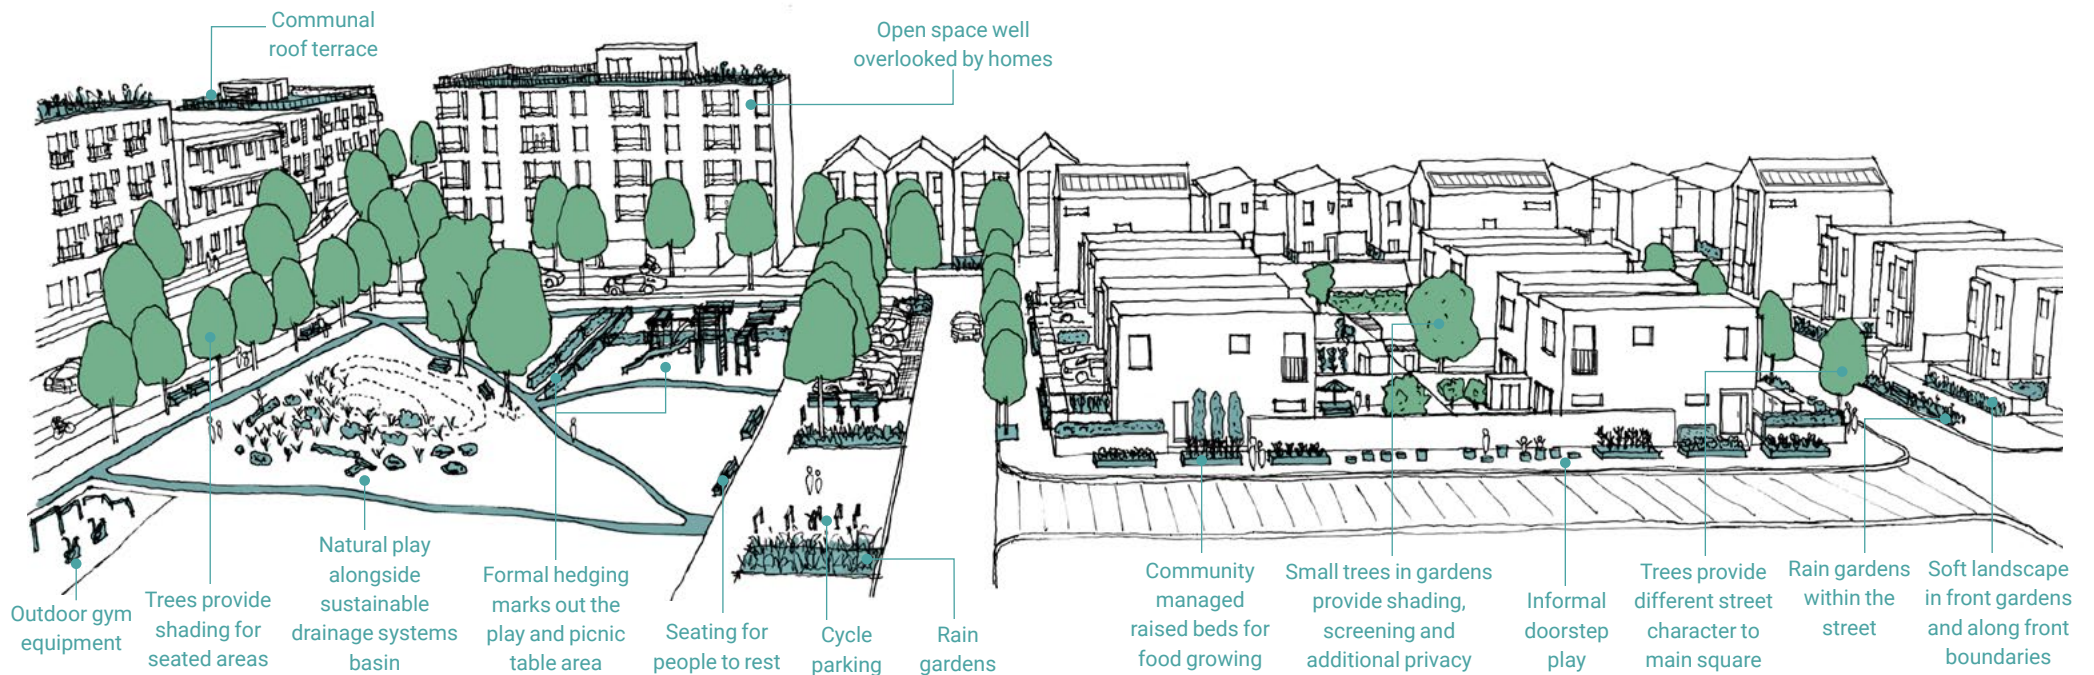 Communal
roof terrace
Open space well
overlooked by homes
Outdoor gym
equipment
Trees provide
shading for
seated areas
Natural play
alongside
sustainable
drainage systems
basin
Formal hedging
marks out the
play and picnic
table area
Seating for
people to rest
Cycle
parking
Rain
gardens
Community
managed
raised beds for
food growing
Small trees in gardens
provide shading,
screening and
additional privacy
Informal
doorstep
play
Trees provide
different street
character to
main square
Rain gardens
within the
street
Soft landscape
in front gardens
and along front
boundaries